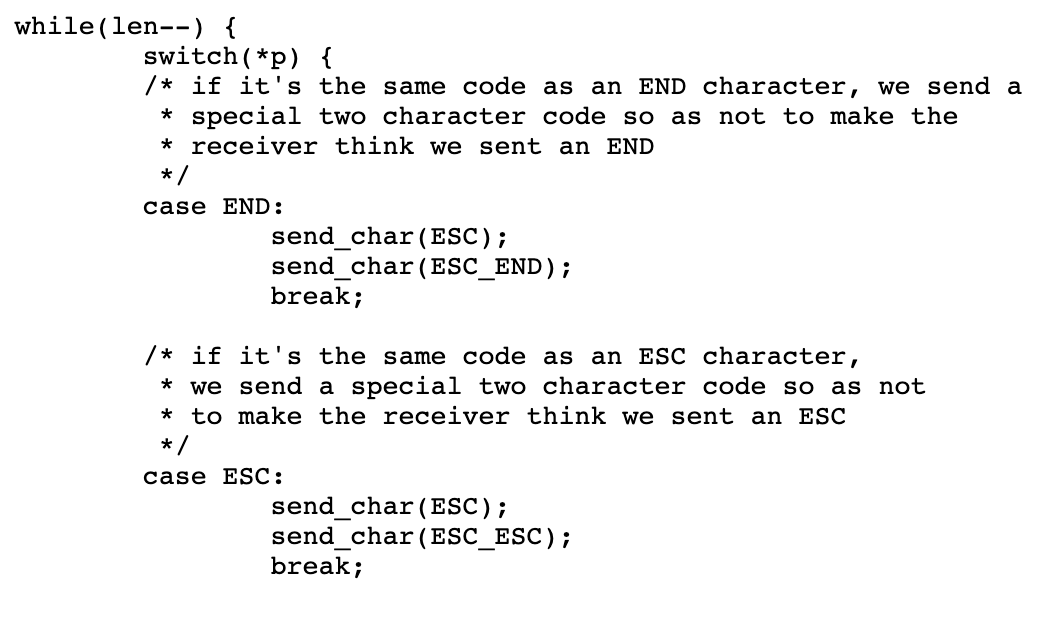 while(len--) {
switch(*p) {
/* if it's the same code as an END character, we send a
* special two character code so as not to make the
* receiver think we sent an END
*/
case END:
send_char(ESC);
send_char(ESC_END);
break;
/* if it's the same code as an ESC character,
* we send a special two character code so as not
* to make the receiver think we sent an ESC
*/
case ESC:
send_char(ESC);
send_char(ESC_ESC);
break;